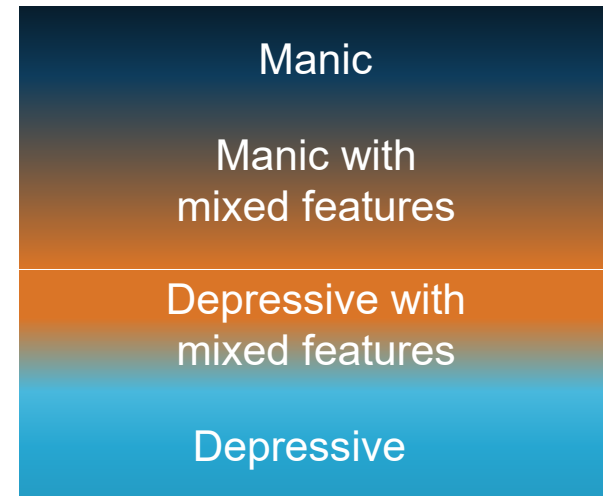 Manic
Manic with
mixed features
Depressive with
mixed features
Depressive